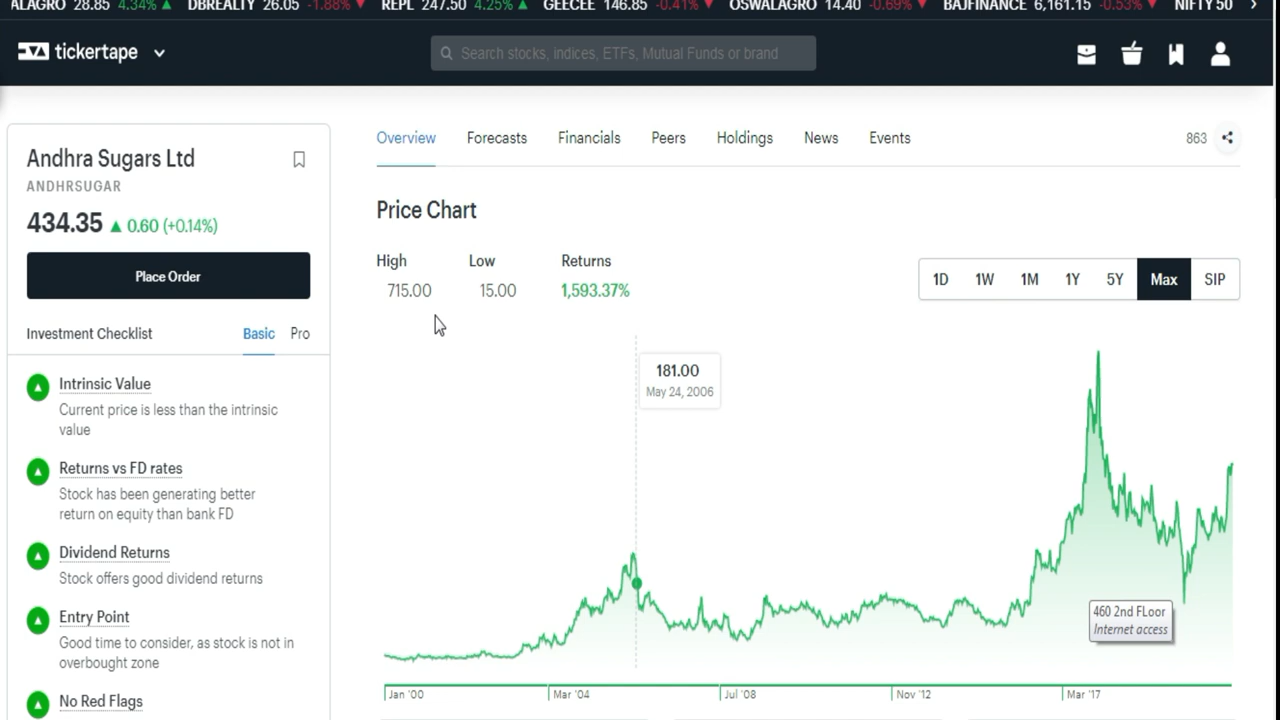 ALAGRO 28.85 4.34% ▲ DBREALTY 26.05 -1.88% ▼ REPL 247.50 4.25% ▲ GEECEE 146.85 -0.41% ▼ OSWALAGRO 14.40 -0.69% ▼ BAJFINANCE 6,161.15 -0.53% ▼ NIFTY 50
tickertape
Search stocks, indices, ETFs, Mutual Funds or brand
Andhra Sugars Ltd
ANDHRSUGAR
434.35 ▲ 0.60 (+0.14%)
Place Order
Investment Checklist Basic Pro
Intrinsic Value
Current price is less than the intrinsic
value
Returns vs FD rates
Stock has been generating better
return on equity than bank FD
Dividend Returns
Stock offers good dividend returns
Entry Point
Good time to consider, as stock is not in
overbought zone
No Red Flags
Overview Forecasts Financials Peers Holdings News Events 863
Price Chart
High Low Returns
715.00 15.00 1,593.37%
1D 1W 1M 1Y 5Y Max SIP
181.00
May 24, 2006
460 2nd FLoor
Internet access
Jan '00 Mar '04 Jul '08 Nov '12 Mar '17